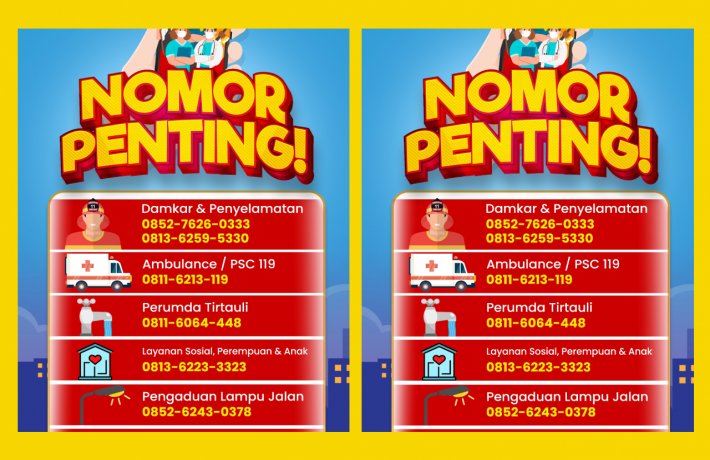 NOMOR
PENTING!
Damkar & Penyelamatan
0852-7626-0333
0813-6259-5330
Ambulance / PSC 119
0811-6213-119
Perumda Tirtauli
0811-6064-448
Layanan Sosial, Perempuan & Anak
0813-6223-3323
Pengaduan Lampu Jalan
0852-6243-0378
NOMOR
PENTING!
Damkar & Penyelamatan
0852-7626-0333
0813-6259-5330
Ambulance / PSC 119
0811-6213-119
Perumda Tirtauli
0811-6064-448
Layanan Sosial, Perempuan & Anak
0813-6223-3323
Pengaduan Lampu Jalan
0852-6243-0378